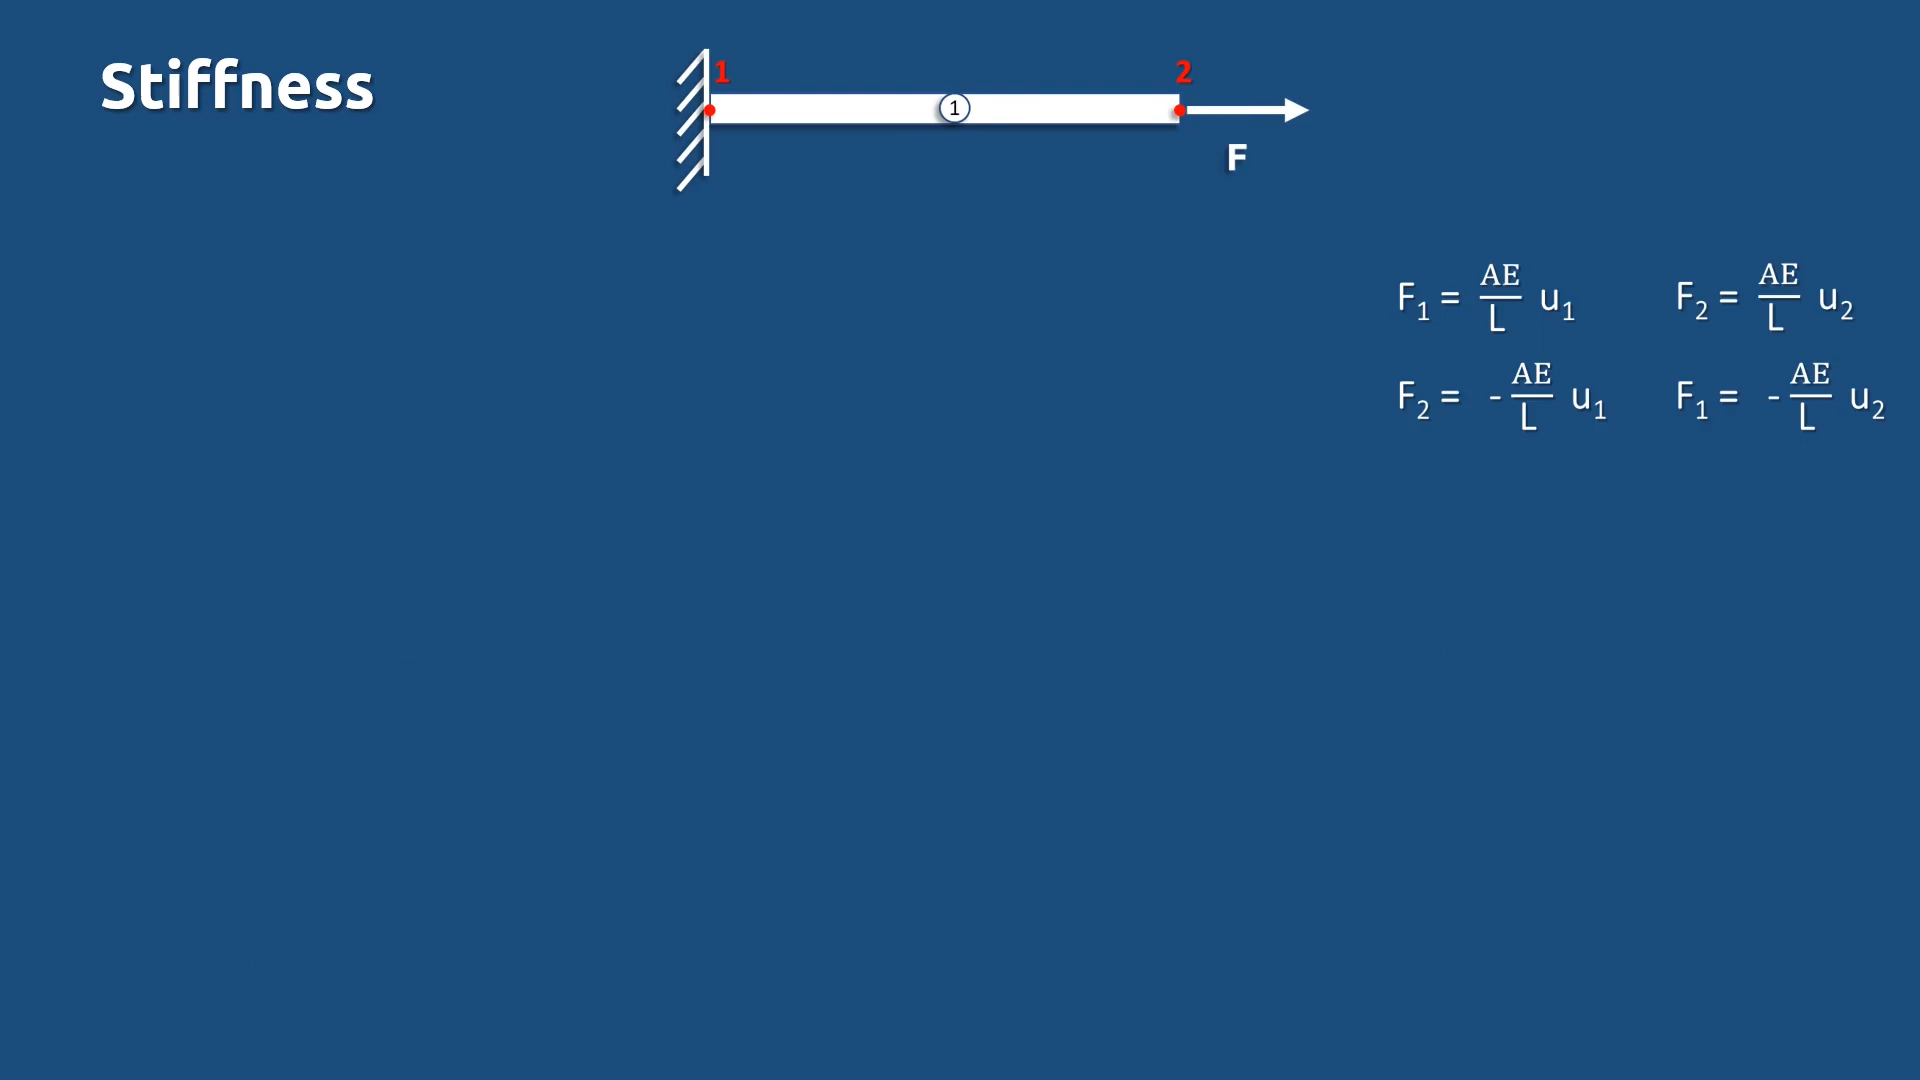 Stiffness
1 2
1
F
F₁ = AE/L u₁ F₂ = AE/L u₂
F₂ = -AE/L u₁ F₁ = -AE/L u₂